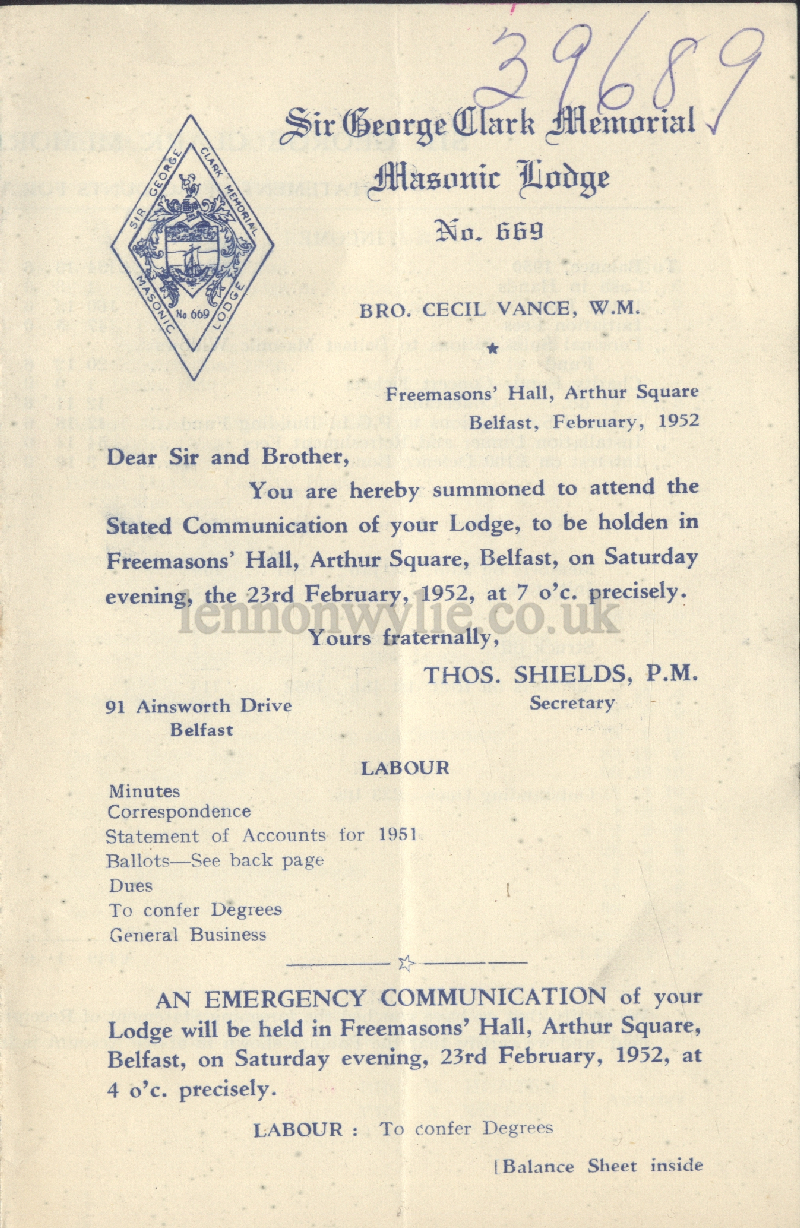 39689
Sir George Clark Memorial
Masonic Lodge
No. 669
SIR GEORGE CLARK MEMORIAL
MASONIC LODGE
No 669
BRO. CECIL VANCE, W.M.
Freemasons' Hall, Arthur Square
Belfast, February, 1952
Dear Sir and Brother,
You are hereby summoned to attend the
Stated Communication of your Lodge, to be holden in
Freemasons' Hall, Arthur Square, Belfast, on Saturday
evening, the 23rd February, 1952, at 7 o'c. precisely.
lennonwylie.co.uk
Yours fraternally,
THOS. SHIELDS, P.M.
Secretary
91 Ainsworth Drive
Belfast
LABOUR
Minutes
Correspondence
Statement of Accounts for 1951
Ballots—See back page
Dues
To confer Degrees
General Business
AN EMERGENCY COMMUNICATION of your
Lodge will be held in Freemasons' Hall, Arthur Square,
Belfast, on Saturday evening, 23rd February, 1952, at
4 o'c. precisely.
LABOUR : To confer Degrees
Balance Sheet inside